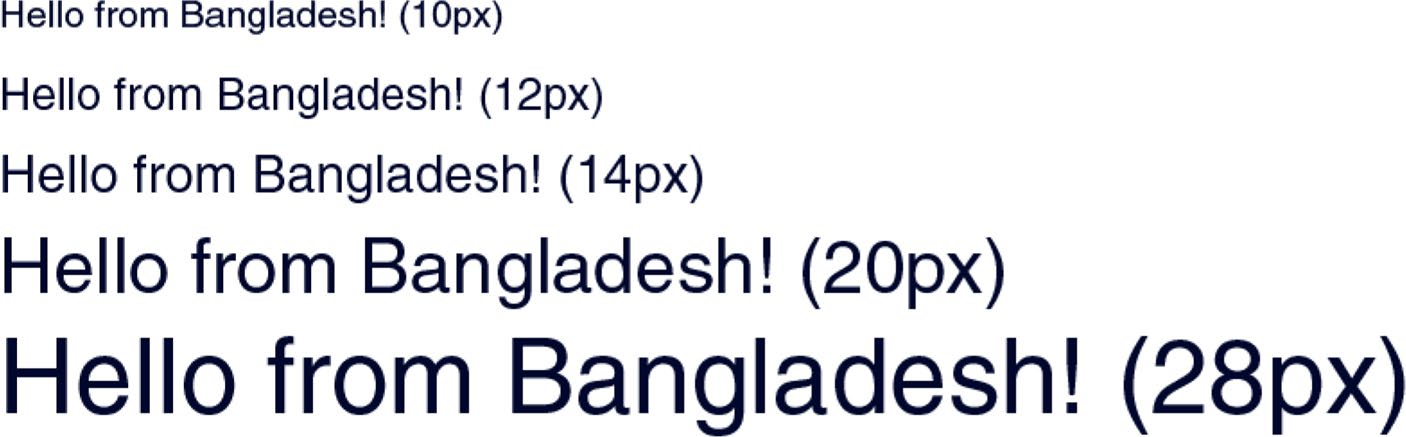 Hello from Bangladesh! (10px)
Hello from Bangladesh! (12px)
Hello from Bangladesh! (14px)
Hello from Bangladesh! (20px)
Hello from Bangladesh! (28px)